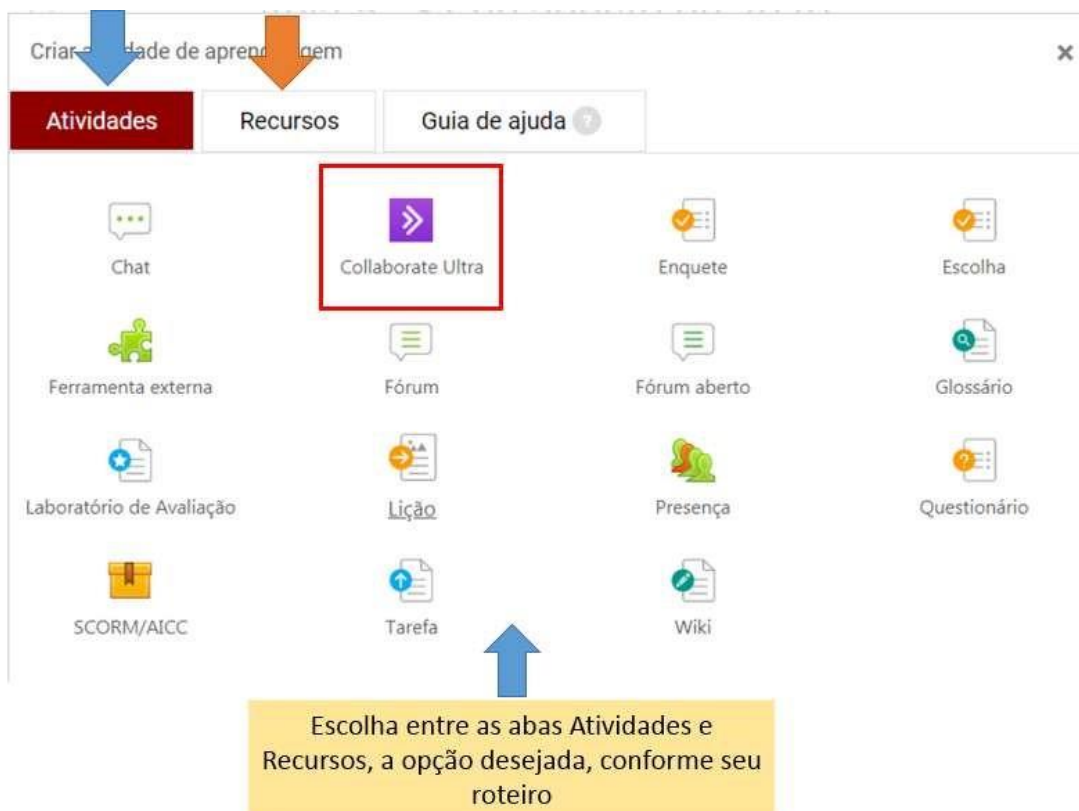 Criar dade de apren gem
Atividades
Recursos
Guia de ajuda ?
Chat
Collaborate Ultra
Enquete
Escolha
Ferramenta externa
Fórum
Fórum aberto
Glossário
Laboratório de Avaliação
Lição
Presença
Questionário
SCORM/AICC
Tarefa
Wiki
Escolha entre as abas Atividades e
Recursos, a opção desejada, conforme seu
roteiro